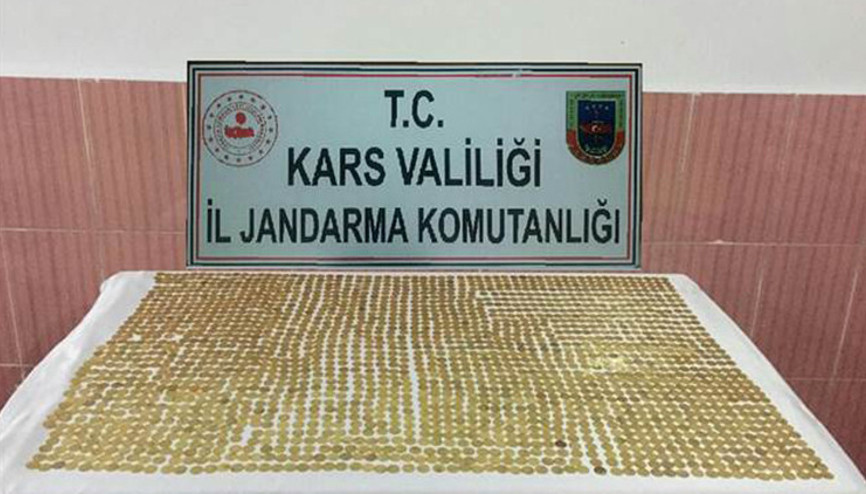 T.C.
KARS VALİLİĞİ
İL JANDARMA KOMUTANLIĞI